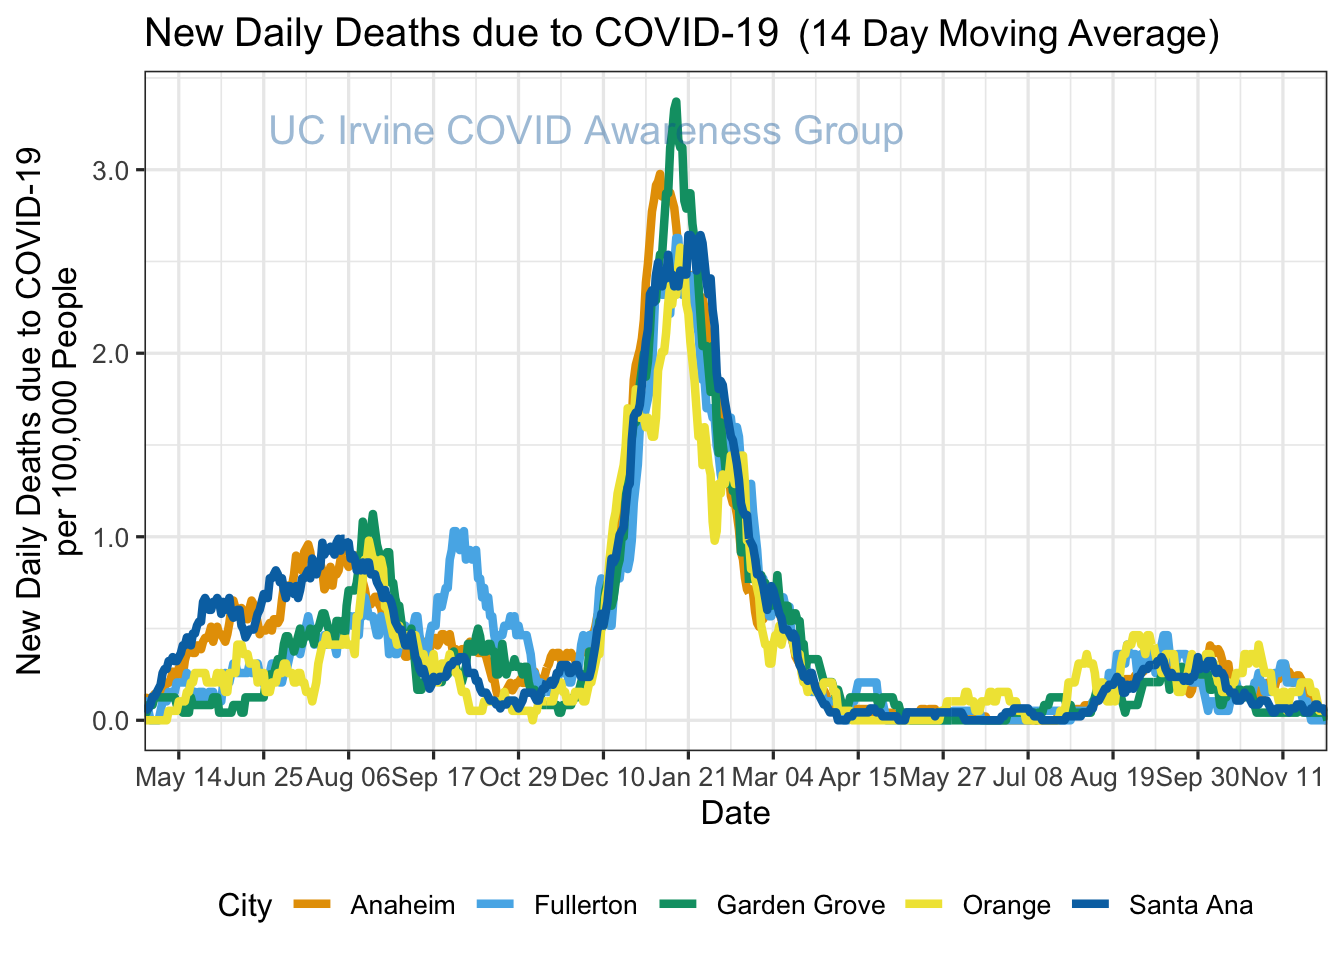 New Daily Deaths due to COVID-19 (14 Day Moving Average)
UC Irvine COVID Awareness Group
New Daily Deaths due to COVID-19
per 100,000 People
3.0
2.0
1.0
0.0
May 14 Jun 25 Aug 06 Sep 17 Oct 29 Dec 10 Jan 21 Mar 04 Apr 15 May 27 Jul 08 Aug 19 Sep 30 Nov 11
Date
City Anaheim Fullerton Garden Grove Orange Santa Ana